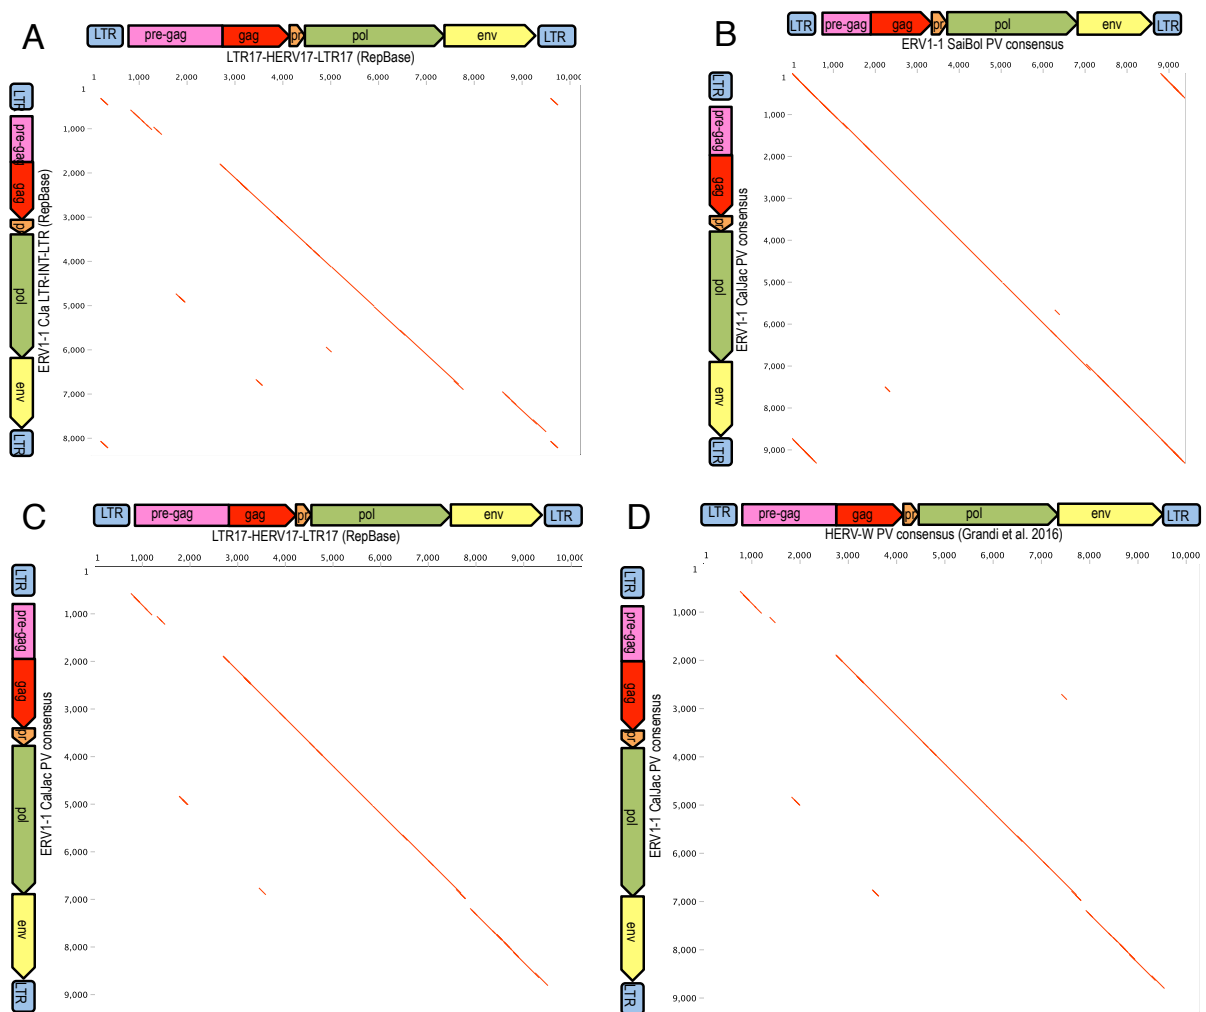 A
LTR
pre-gag
gag
pr
pol
env
LTR
LTR17-HERV17-LTR17 (RepBase)
1
1,000
2,000
3,000
4,000
5,000
6,000
7,000
8,000
9,000
10,000
1
1,000
2,000
3,000
4,000
5,000
6,000
7,000
8,000
LTR
pre-gag
gag
pr
pol
env
LTR
ERV1-1 CJa LTR-INT-LTR (RepBase)
B
LTR
pre-gag
gag
pr
pol
env
LTR
ERV1-1 SaiBol PV consensus
1
1,000
2,000
3,000
4,000
5,000
6,000
7,000
8,000
9,000
1
1,000
2,000
3,000
4,000
5,000
6,000
7,000
8,000
9,000
LTR
pre-gag
gag
pr
pol
env
LTR
ERV1-1 CalJac PV consensus
C
LTR
pre-gag
gag
pr
pol
env
LTR
LTR17-HERV17-LTR17 (RepBase)
1
1,000
2,000
3,000
4,000
5,000
6,000
7,000
8,000
9,000
10,000
1
1,000
2,000
3,000
4,000
5,000
6,000
7,000
8,000
9,000
LTR
pre-gag
gag
pr
pol
env
LTR
ERV1-1 CalJac PV consensus
D
LTR
pre-gag
gag
pr
pol
env
LTR
HERV-W PV consensus (Grandi et al. 2016)
1
1,000
2,000
3,000
4,000
5,000
6,000
7,000
8,000
9,000
10,000
1
1,000
2,000
3,000
4,000
5,000
6,000
7,000
8,000
9,000
LTR
pre-gag
gag
pr
pol
env
LTR
ERV1-1 CalJac PV consensus